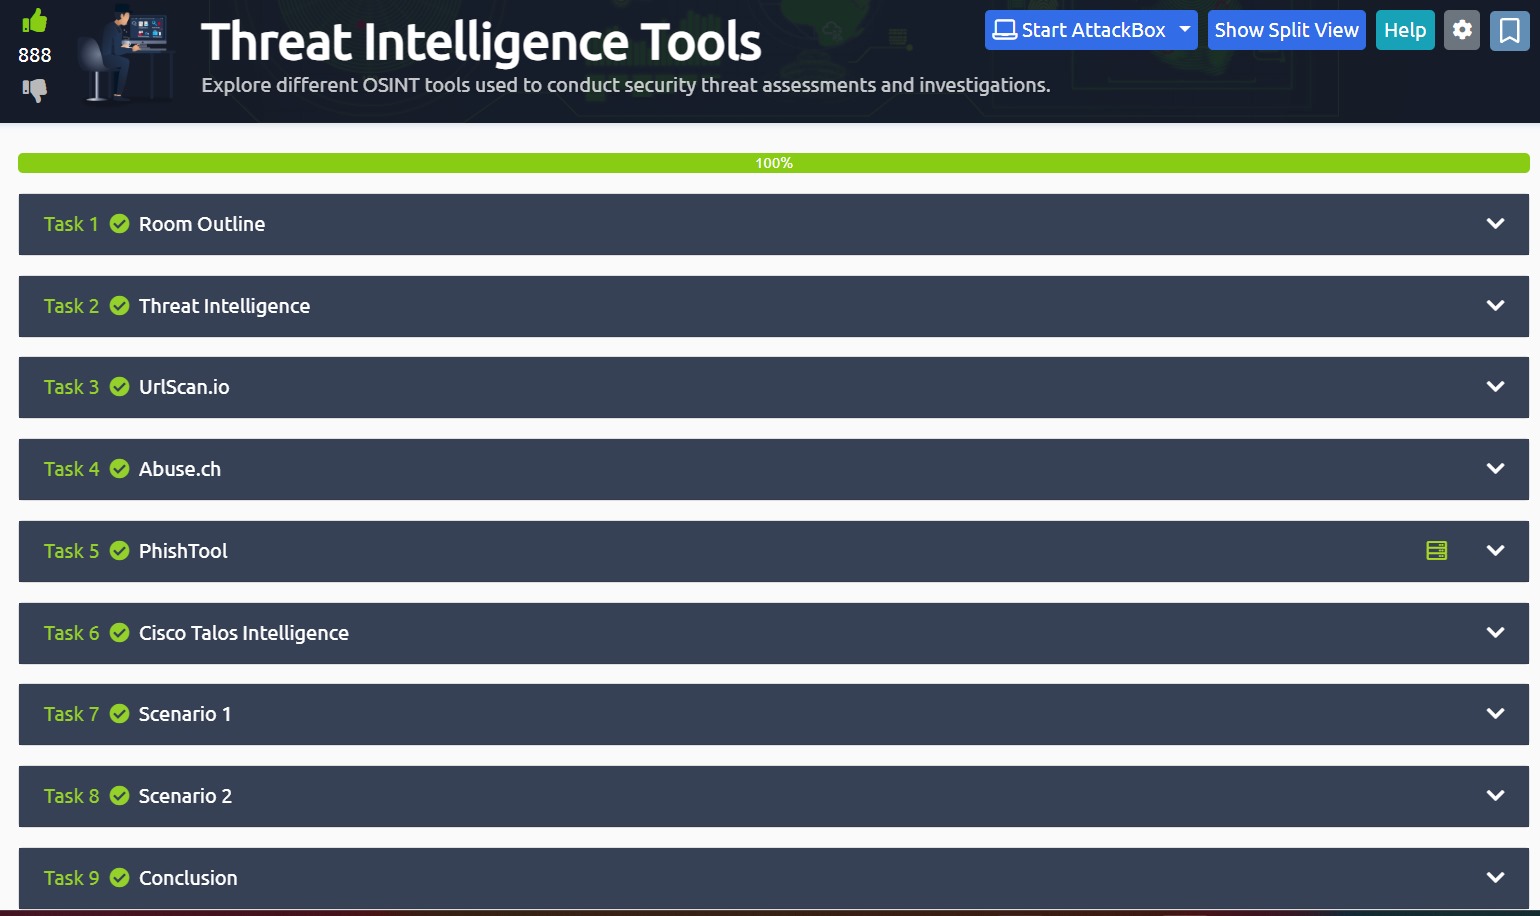 888
Threat Intelligence Tools
Explore different OSINT tools used to conduct security threat assessments and investigations.
Start AttackBox
Show Split View
Help
100%
Task 1 Room Outline
Task 2 Threat Intelligence
Task 3 UrlScan.io
Task 4 Abuse.ch
Task 5 PhishTool
Task 6 Cisco Talos Intelligence
Task 7 Scenario 1
Task 8 Scenario 2
Task 9 Conclusion